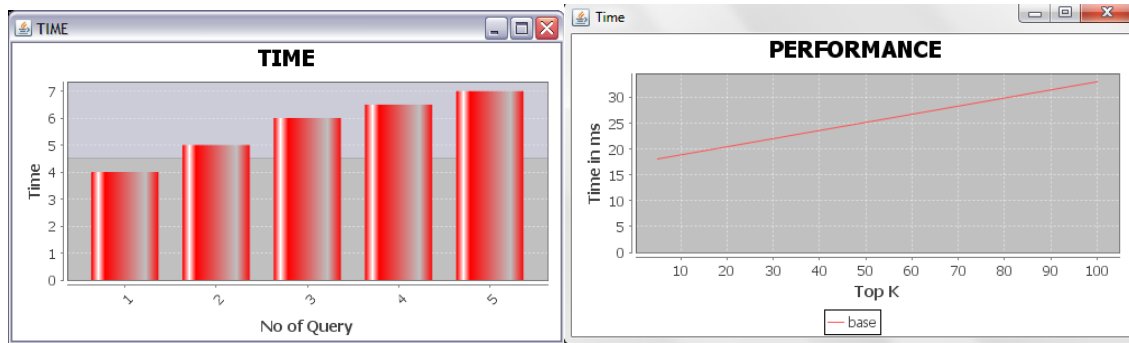 TIME
TIME
7
6
5
4
3
2
1
0
Time
1 2 3 4 5
No of Query
Time
PERFORMANCE
30
25
20
15
10
5
0
Time in ms
10 20 30 40 50 60 70 80 90 100
Top K
base